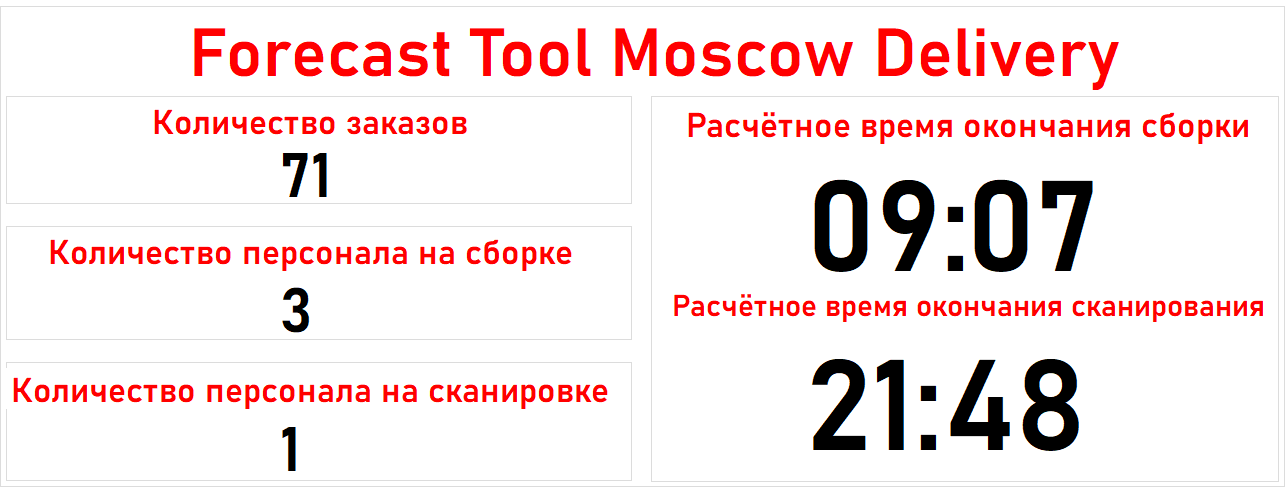 Forecast Tool Moscow Delivery
Количество заказов
71
Количество персонала на сборке
3
Количество персонала на сканировке
1
Расчётное время окончания сборки
09:07
Расчётное время окончания сканирования
21:48